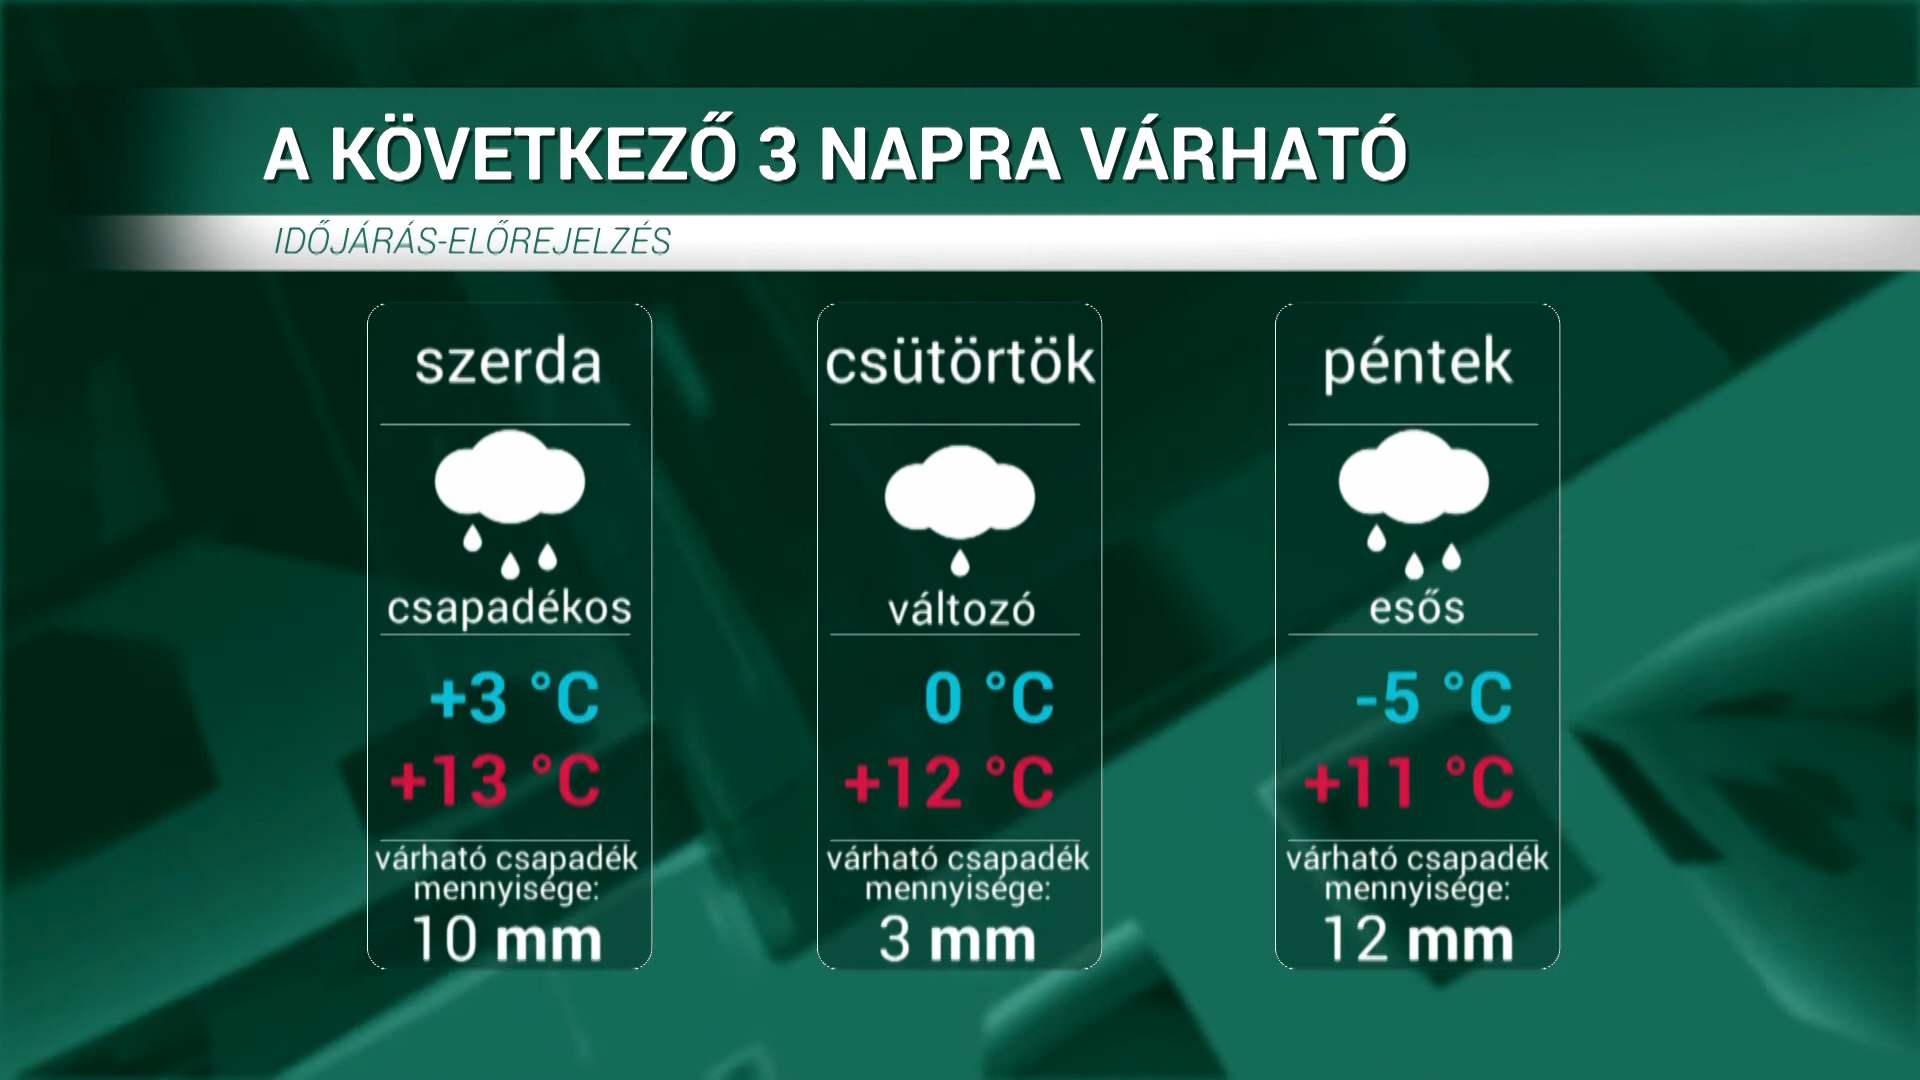 A KÖVETKEZŐ 3 NAPRA VÁRHATÓ
IDŐJÁRÁS-ELŐREJELZÉS
szerda
csapadékos
+3 °C
+13 °C
várható csapadék
mennyisége:
10 mm
csütörtök
változó
0 °C
+12 °C
várható csapadék
mennyisége:
3 mm
péntek
esős
-5 °C
+11 °C
várható csapadék
mennyisége:
12 mm